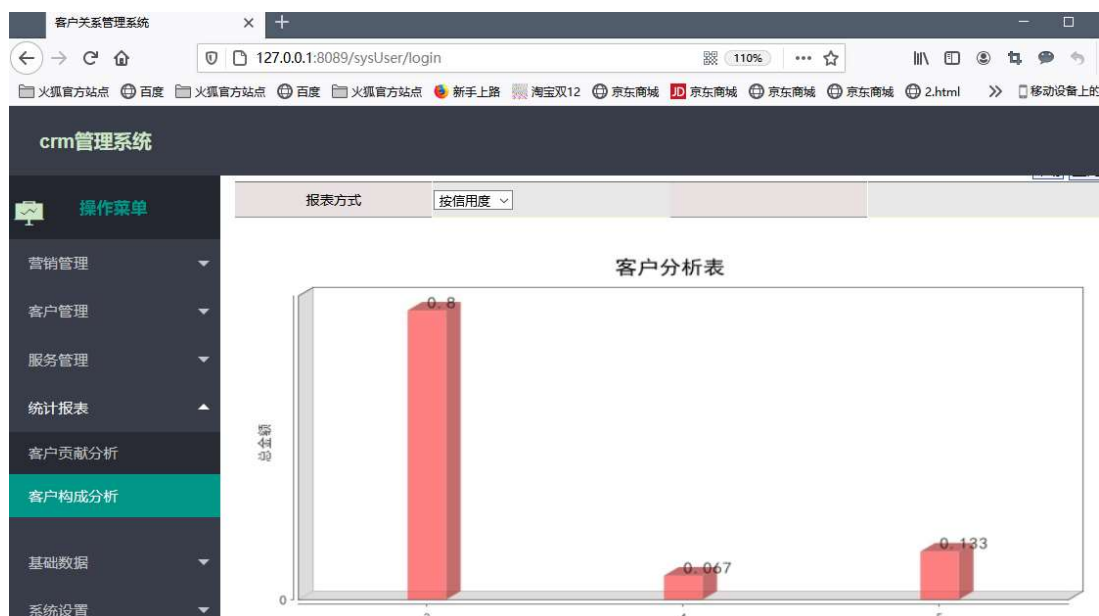 客户关系管理系统
127.0.0.1:8089/sysUser/login
110%
火狐官方站点 百度 火狐官方站点 百度 火狐官方站点 新手上路 淘宝双12 京东商城 JD 京东商城 京东商城 京东商城 2.html 移动设备上的
crm管理系统
操作菜单
报表方式 按信用度
营销管理
客户管理
服务管理
统计报表
客户贡献分析
客户构成分析
基础数据
系统设置
客户分析表
0.8
总金额
0.133
0.067
0